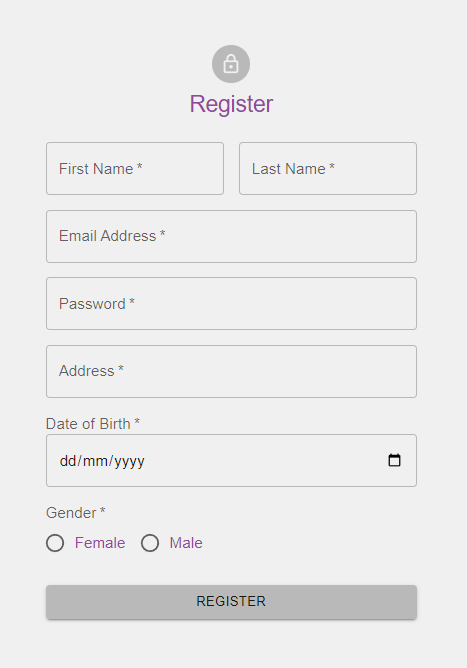 Register
First Name *
Last Name *
Email Address *
Password *
Address *
Date of Birth *
dd/mm/yyyy
Gender *
Female
Male
REGISTER